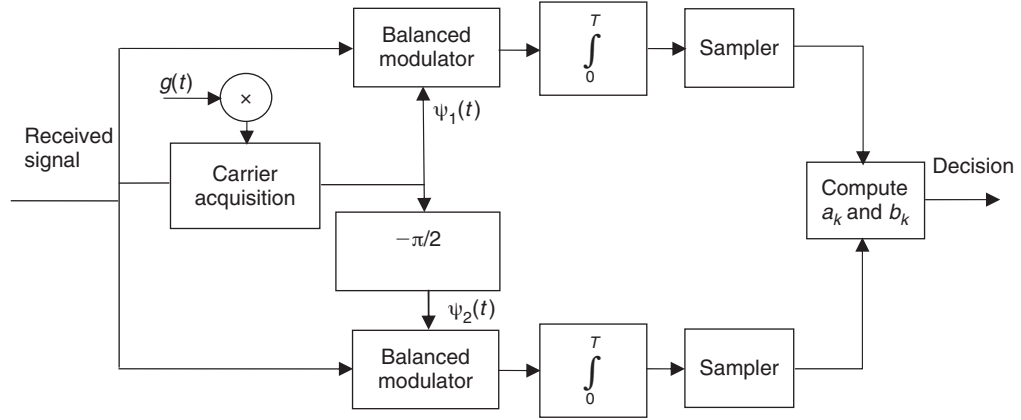 Balanced
modulator
T
∫
0
Sampler
g(t)
×
ψ₁(t)
Received
signal
Carrier
acquisition
Compute
aₖ and bₖ
Decision
−π/2
ψ₂(t)
Balanced
modulator
T
∫
0
Sampler